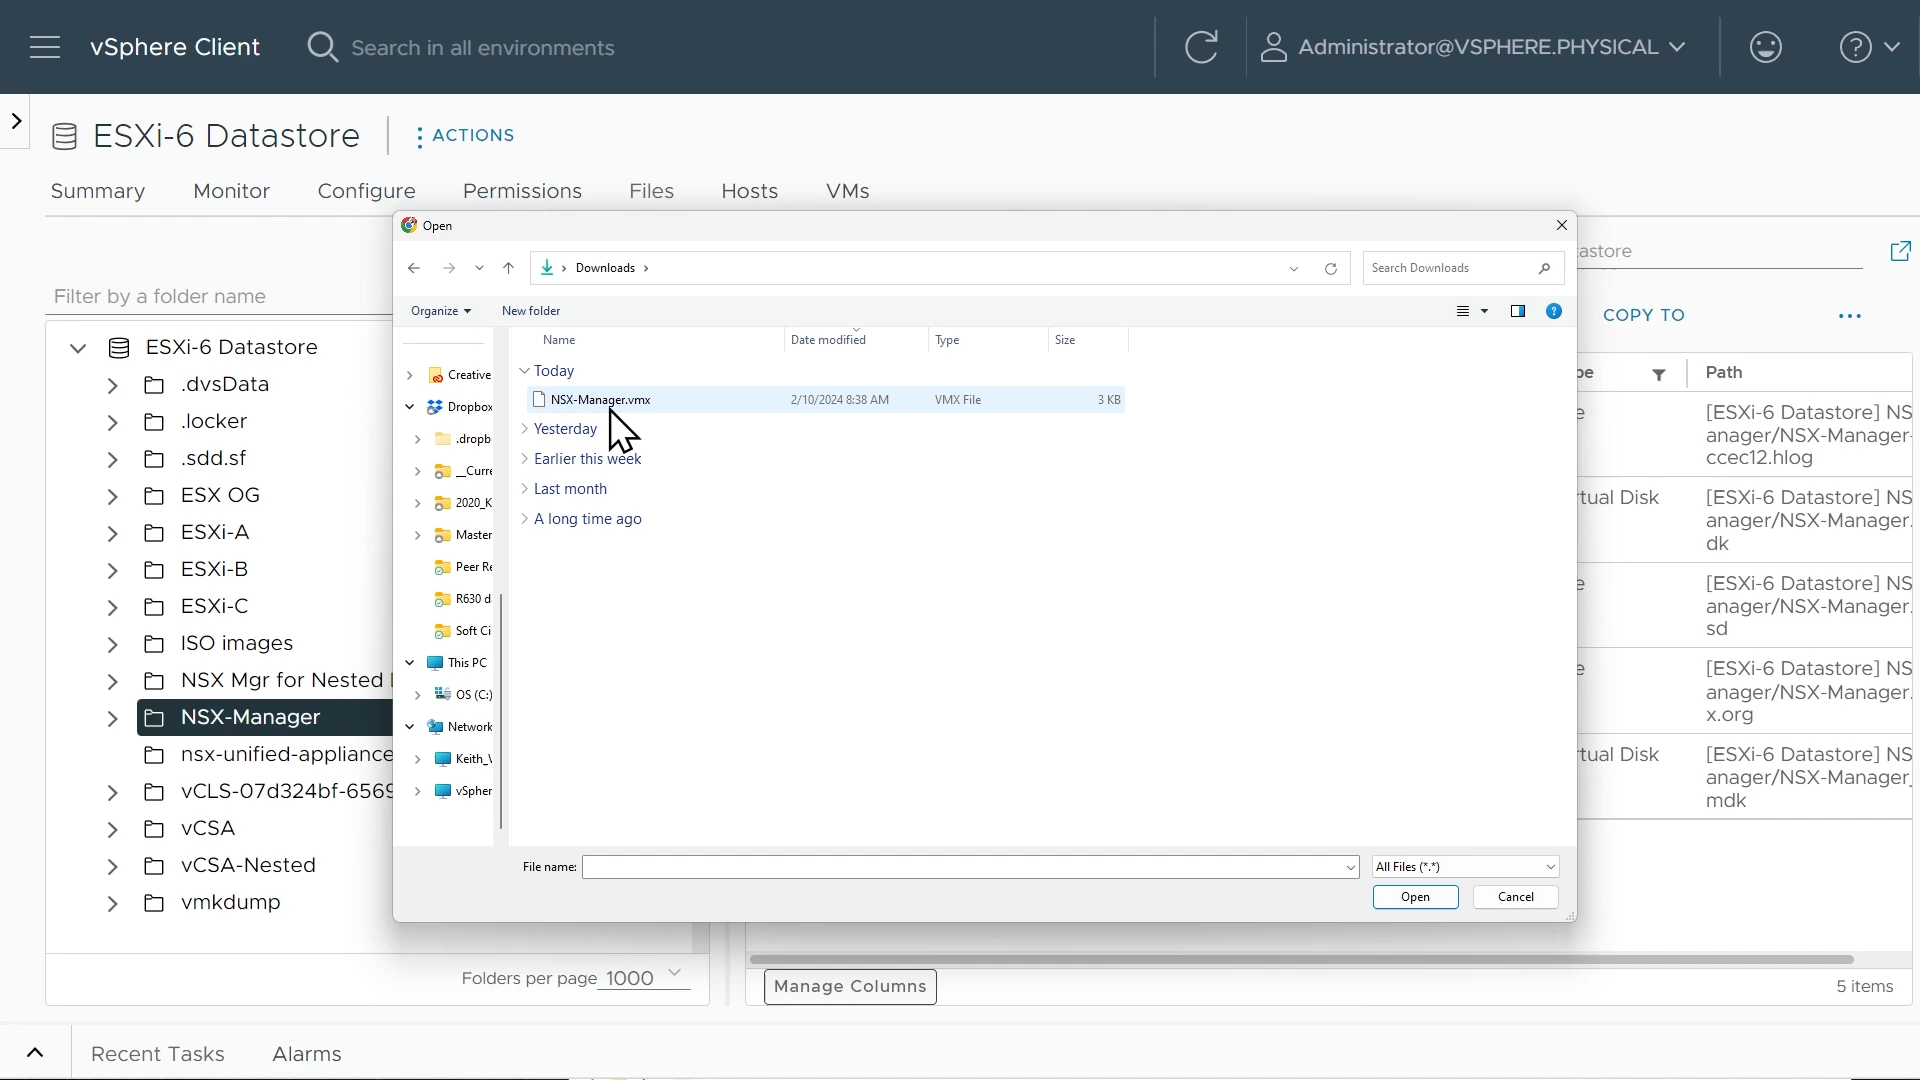 vSphere Client
Search in all environments
Administrator@VSPHERE.PHYSICAL
?
ESXi-6 Datastore
ACTIONS
Summary
Monitor
Configure
Permissions
Files
Hosts
VMs
Filter by a folder name
ESXi-6 Datastore
.dvsData
.locker
.sdd.sf
ESX OG
ESXi-A
ESXi-B
ESXi-C
ISO images
NSX Mgr for Nested
NSX-Manager
nsx-unified-appliance
vCLS-07d324bf-6569
vCSA
vCSA-Nested
vmkdump
Folders per page 1000
Open
Downloads
Search Downloads
Organize
New folder
?
Name
Date modified
Type
Size
Creative
Dropbox
.dropb
__Curre
2020_K
Master
Peer Re
R630 d
Soft Ci
This PC
OS (C:)
Network
Keith_V
vSpher
Today
NSX-Manager.vmx
2/10/2024 8:38 AM
VMX File
3 KB
Yesterday
Earlier this week
Last month
A long time ago
File name:
All Files (*.*)
Open
Cancel
astore
COPY TO
pe
Path
e
[ESXi-6 Datastore] NS
anager/NSX-Manager-
ccec12.hlog
rtual Disk
[ESXi-6 Datastore] NS
anager/NSX-Manager.
dk
e
[ESXi-6 Datastore] NS
anager/NSX-Manager.
sd
e
[ESXi-6 Datastore] NS
anager/NSX-Manager.
x.org
rtual Disk
[ESXi-6 Datastore] NS
anager/NSX-Manager_
mdk
Manage Columns
5 items
Recent Tasks
Alarms